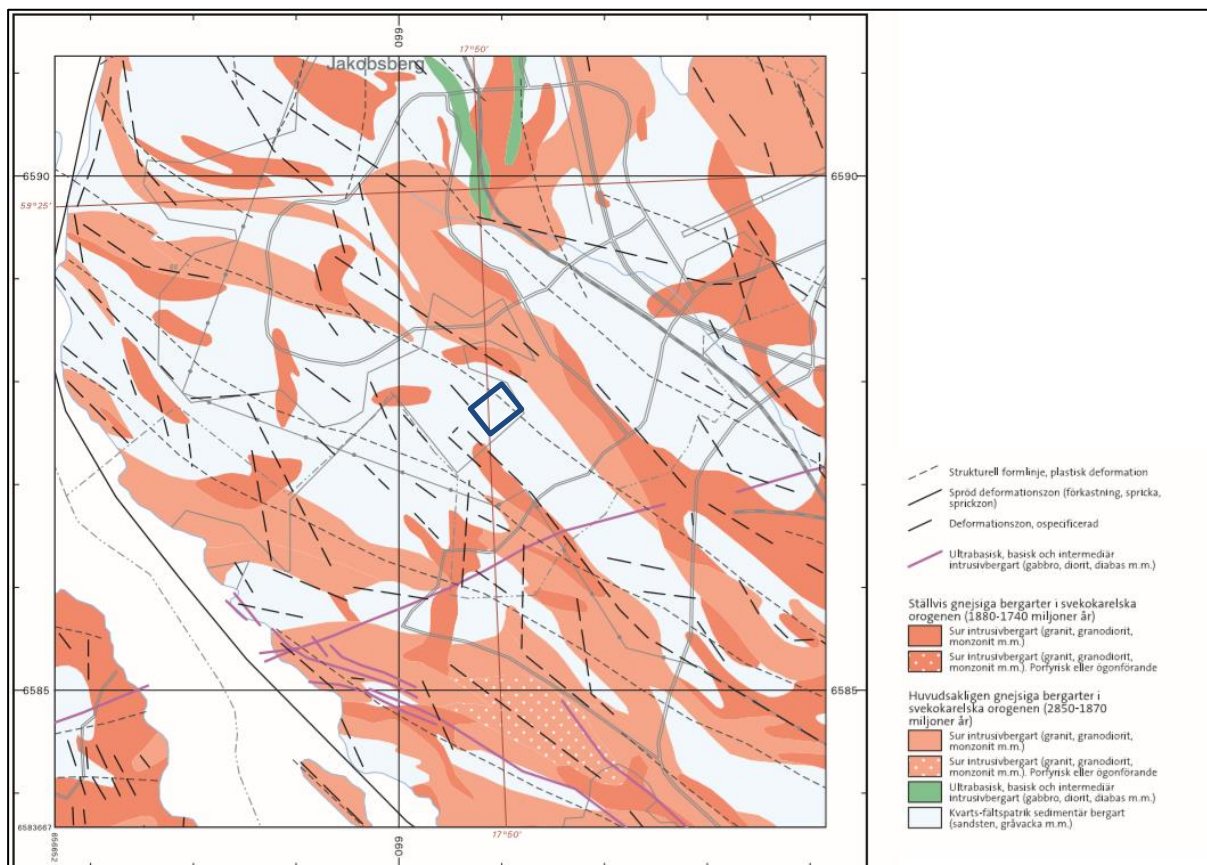 660
17°50'
Jakobsberg
6590
6590
59°25'
6585
6585
6583667
656652
660
17°50'
Strukturell formlinje, plastisk deformation
Spröd deformationszon (förkastning, spricka,
sprickzon)
Deformationszon, ospecificerad
Ultrabasisk, basisk och intermediär
intrusivbergart (gabbro, diorit, diabas m.m.)
Ställvis gnejsiga bergarter i svekokarelska
orogenen (1880-1740 miljoner år)
Sur intrusivbergart (granit, granodiorit,
monzonit m.m.)
Sur intrusivbergart (granit, granodiorit,
monzonit m.m.). Porfyrisk eller ögonförande
Huvudsakligen gnejsiga bergarter i
svekokarelska orogenen (2850-1870
miljoner år)
Sur intrusivbergart (granit, granodiorit,
monzonit m.m.)
Sur intrusivbergart (granit, granodiorit,
monzonit m.m.). Porfyrisk eller ögonförande
Ultrabasisk, basisk och intermediär
intrusivbergart (gabbro, diorit, diabas m.m.)
Kvarts-fältspatrik sedimentär bergart
(sandsten, gråvacka m.m.)